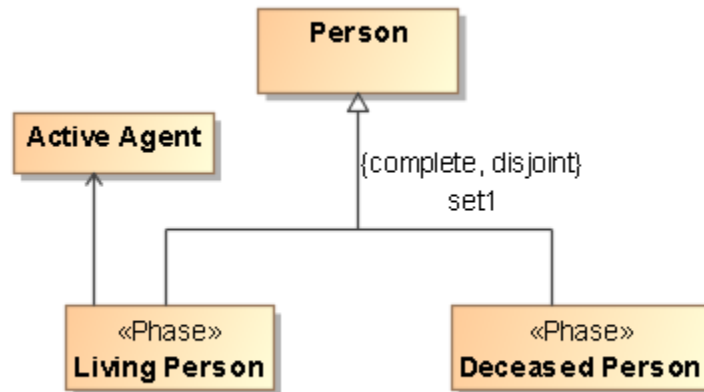 Person
Active Agent
{complete, disjoint}
set1
«Phase»
Living Person
«Phase»
Deceased Person